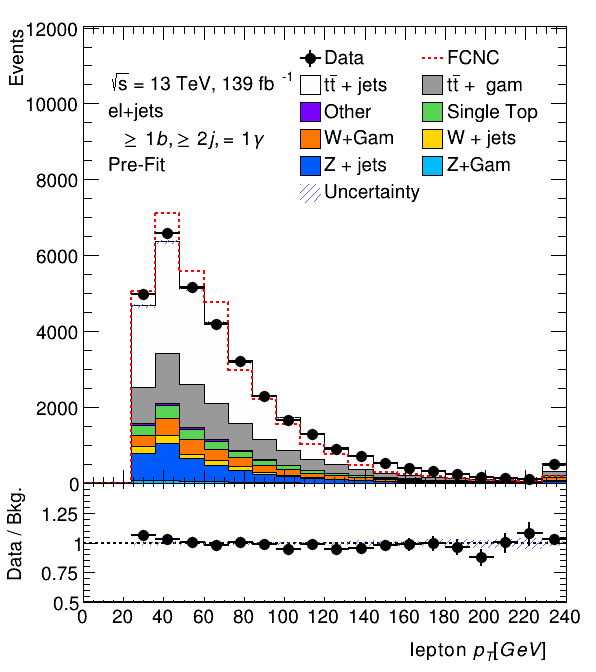 Events
12000
10000
8000
6000
4000
2000
0
√s = 13 TeV, 139 fb⁻¹
el+jets
≥ 1b, ≥ 2j, = 1γ
Pre-Fit
Data
FCNC
tt̄ + jets
tt̄ + gam
Other
Single Top
W+Gam
W + jets
Z + jets
Z+Gam
Uncertainty
Data / Bkg.
1.25
1
0.75
0.5
0 20 40 60 80 100 120 140 160 180 200 220 240
lepton p_T[GeV]